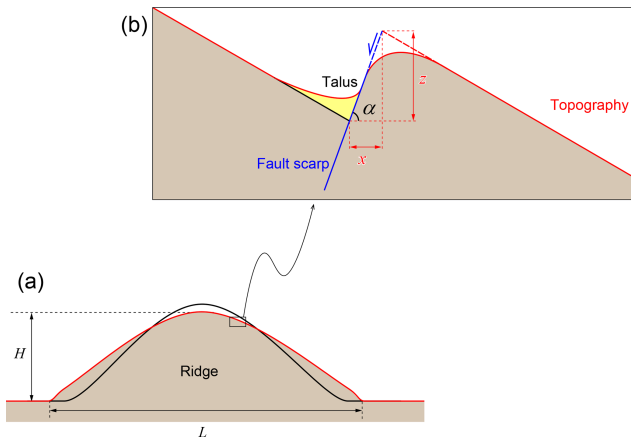 (b)
Talus
α
z
Topography
Fault scarp
x
(a)
H
Ridge
L